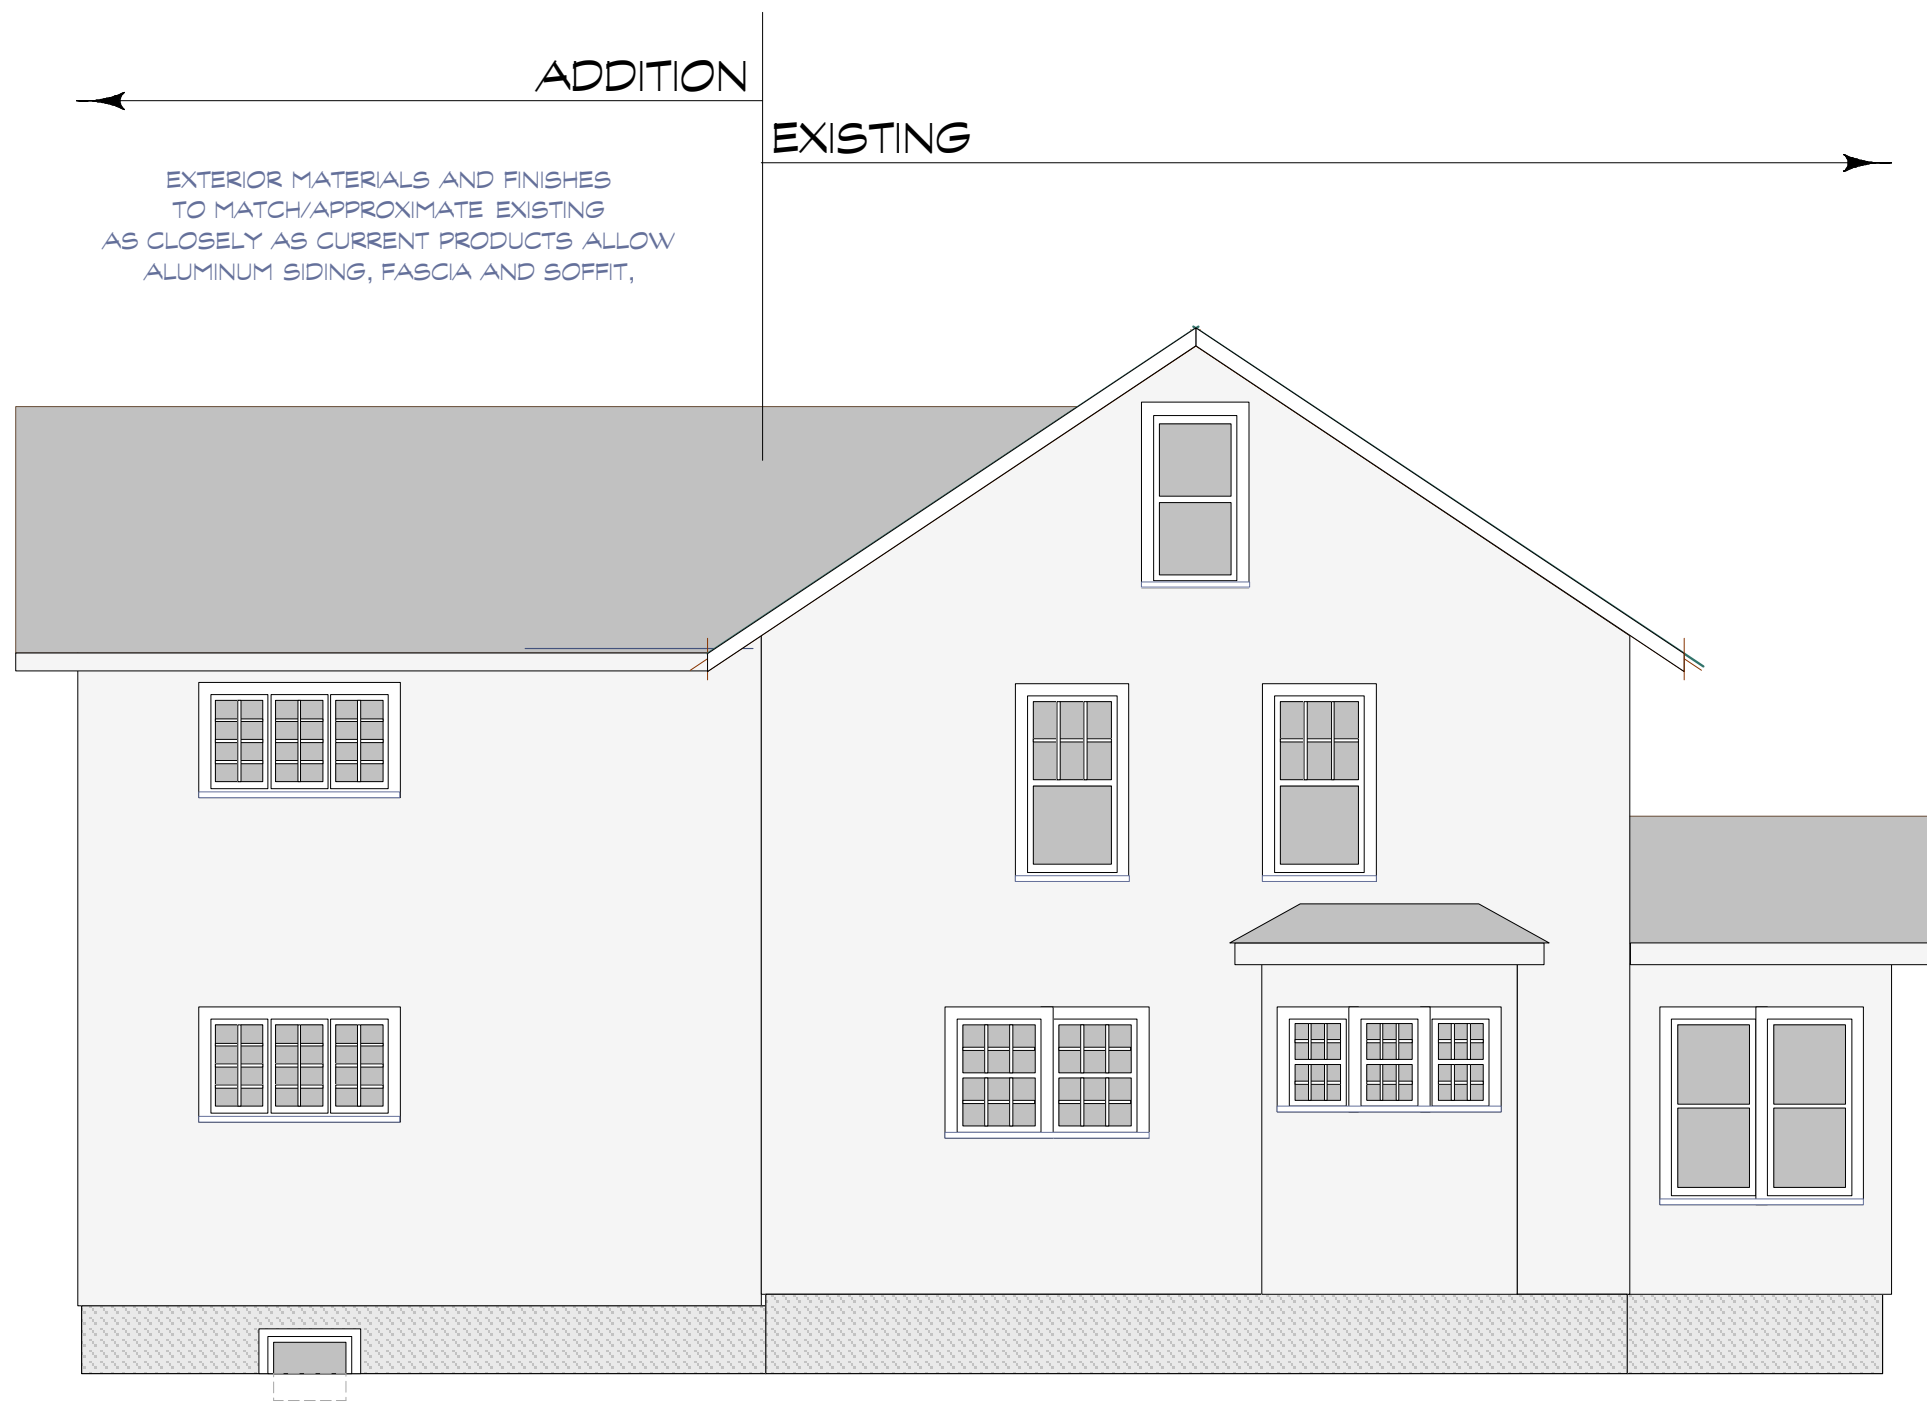 ADDITION
EXISTING
EXTERIOR MATERIALS AND FINISHES
TO MATCH/APPROXIMATE EXISTING
AS CLOSELY AS CURRENT PRODUCTS ALLOW
ALUMINUM SIDING, FASCIA AND SOFFIT,